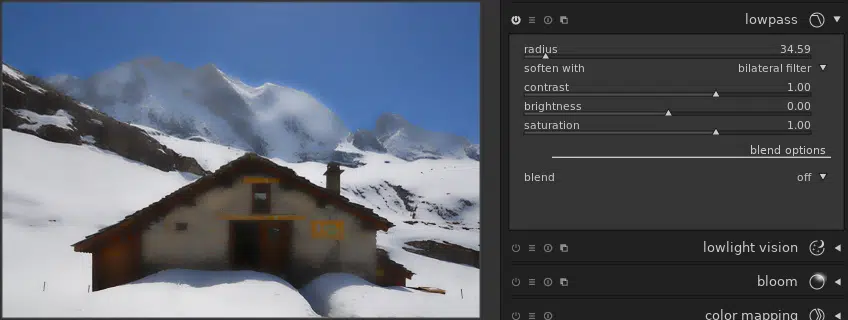 lowpass
radius 34.59
soften with bilateral filter
contrast 1.00
brightness 0.00
saturation 1.00
blend options
blend off
lowlight vision
bloom
color mapping